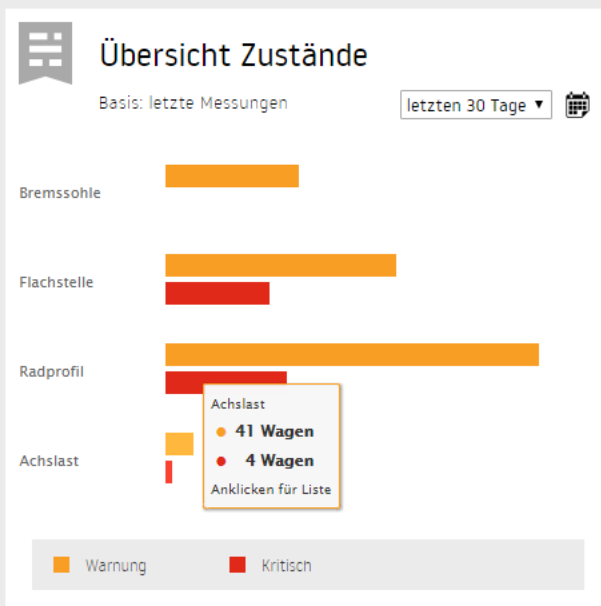 Übersicht Zustände
Basis: letzte Messungen
letzten 30 Tage
Bremssohle
Flachstelle
Radprofil
Achslast
Achslast
41 Wagen
4 Wagen
Anklicken für Liste
Warnung Kritisch